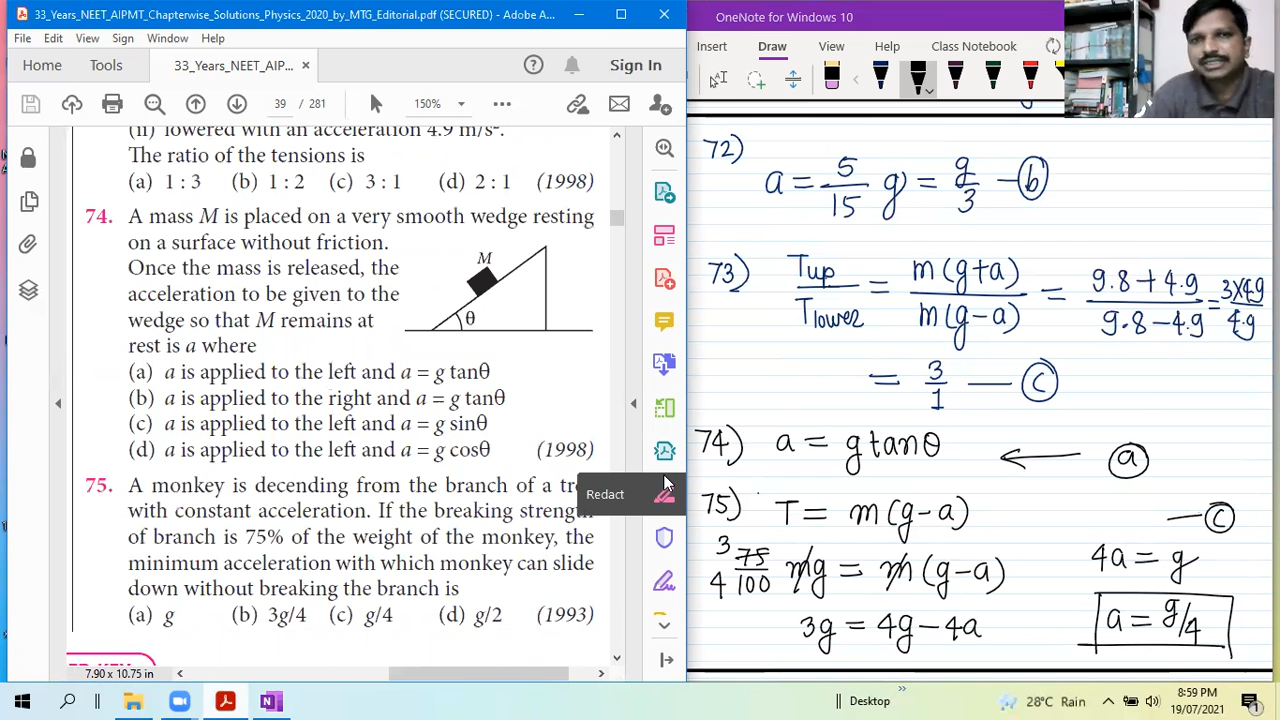 33_Years_NEET_AIPMT_Chapterwise_Solutions_Physics_2020_by_MTG_Editorial.pdf (SECURED) - Adobe A...
File Edit View Sign Window Help
Home Tools 33_Years_NEET_AIP... × Sign In
39 / 281 150%
(ii) lowered with an acceleration 4.9 m/s².
The ratio of the tensions is
(a) 1 : 3 (b) 1 : 2 (c) 3 : 1 (d) 2 : 1 (1998)
74. A mass M is placed on a very smooth wedge resting
on a surface without friction.
Once the mass is released, the
acceleration to be given to the
wedge so that M remains at
rest is a where
M
θ
(a) a is applied to the left and a = g tanθ
(b) a is applied to the right and a = g tanθ
(c) a is applied to the left and a = g sinθ
(d) a is applied to the left and a = g cosθ (1998)
75. A monkey is decending from the branch of a tr
with constant acceleration. If the breaking strength
of branch is 75% of the weight of the monkey, the
minimum acceleration with which monkey can slide
down without breaking the branch is
(a) g (b) 3g/4 (c) g/4 (d) g/2 (1993)
Redact
7.90 x 10.75 in
OneNote for Windows 10
Insert Draw View Help Class Notebook
72) a = 5/15 g = g/3 – b
73) Tup/Tlower = m(g+a)/m(g–a) = 9.8+4.9/9.8–4.9 = 3×4.9/4.9
= 3/1 — c
74) a = g tanθ ← a
75) T = m(g–a) – c
3/4 75/100 mg = m(g–a) 4a = g
3g = 4g – 4a a = g/4
Desktop » 28°C Rain 8:59 PM
19/07/2021
1